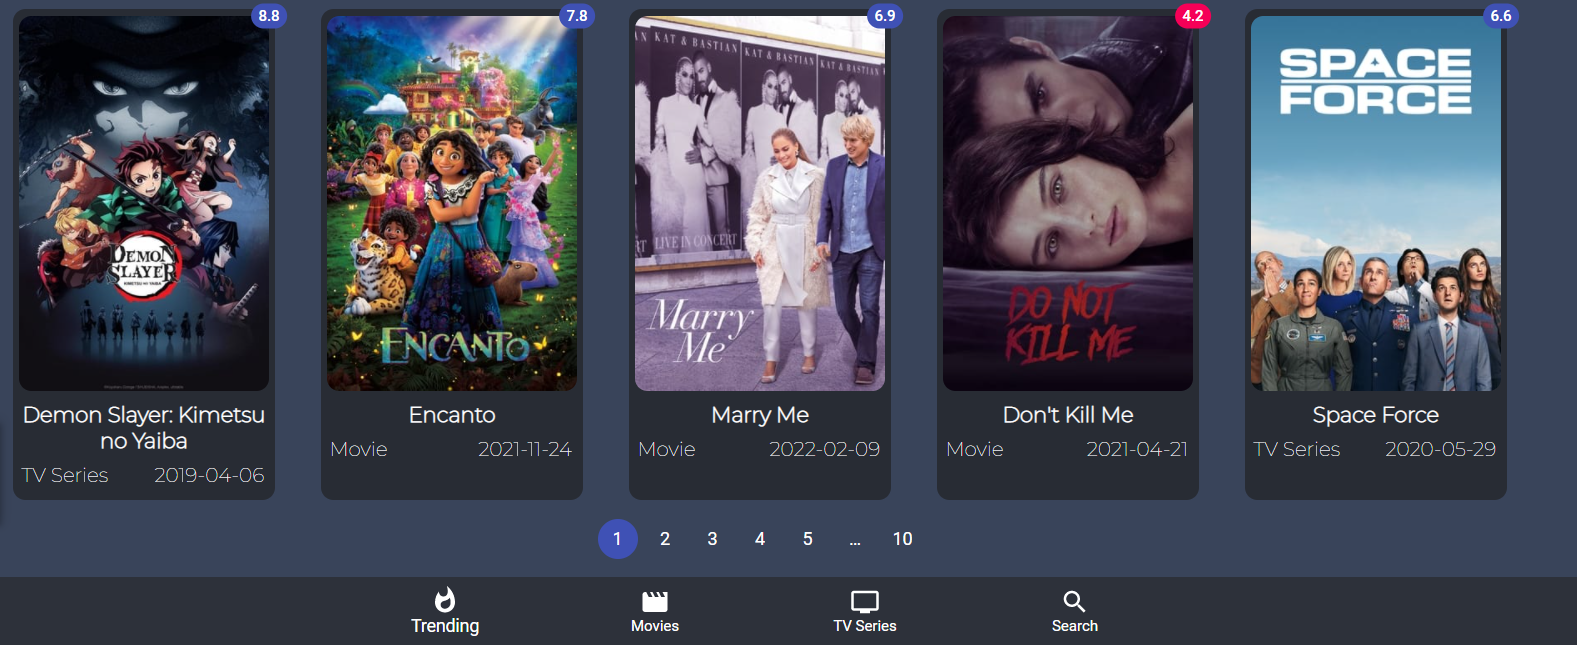 8.8
7.8
6.9
4.2
6.6
DEMON
SLAYER
KIMETSU NO YAIBA
ENCANTO
KAT & BASTIAN
KAT & BASTIAN
KAT & BASTIAN
LIVE IN CONCERT
Marry
Me
DO NOT
KILL ME
SPACE
FORCE
Demon Slayer: Kimetsu
no Yaiba
TV Series 2019-04-06
Encanto
Movie 2021-11-24
Marry Me
Movie 2022-02-09
Don't Kill Me
Movie 2021-04-21
Space Force
TV Series 2020-05-29
1 2 3 4 5 ... 10
Trending Movies TV Series Search